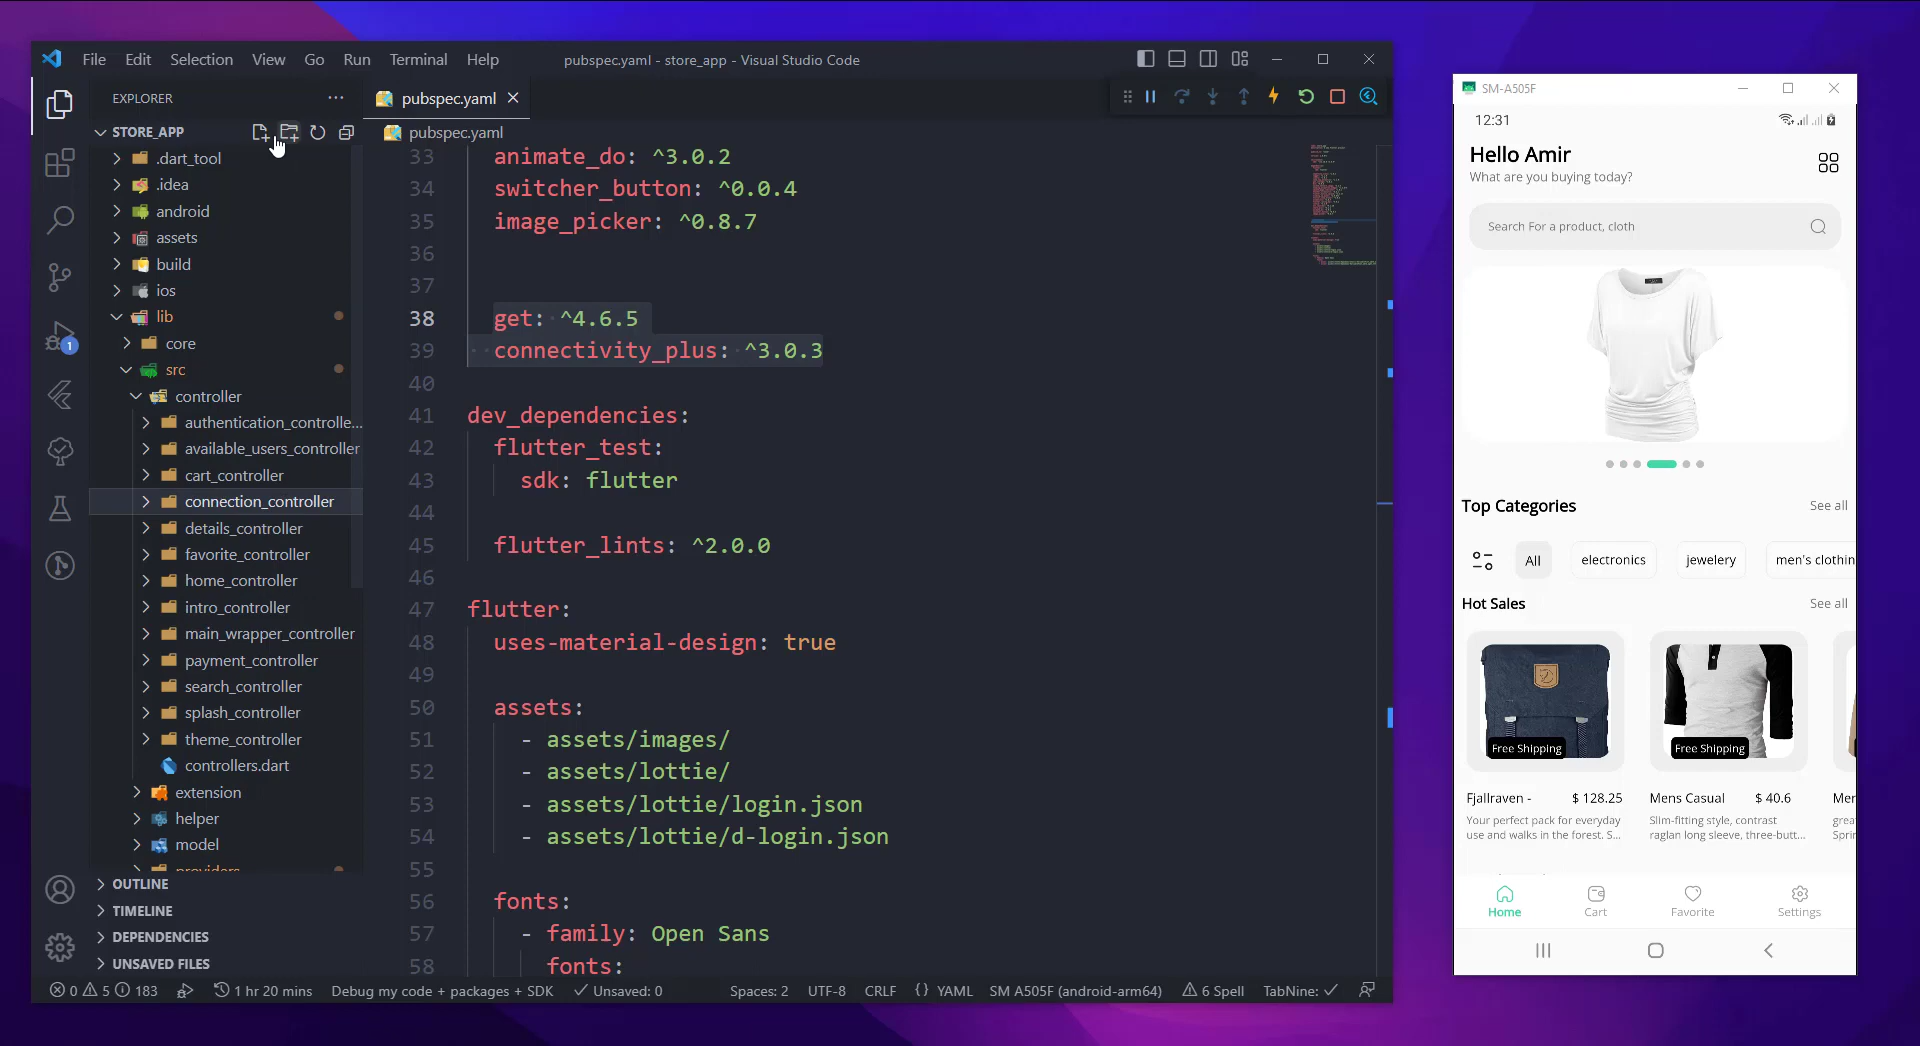 File Edit Selection View Go Run Terminal Help
pubspec.yaml - store_app - Visual Studio Code
EXPLORER
STORE_APP
.dart_tool
.idea
android
assets
build
ios
lib
core
src
controller
authentication_controlle...
available_users_controller
cart_controller
connection_controller
details_controller
favorite_controller
home_controller
intro_controller
main_wrapper_controller
payment_controller
search_controller
splash_controller
theme_controller
controllers.dart
extension
helper
model
providers
OUTLINE
TIMELINE
DEPENDENCIES
UNSAVED FILES
1
pubspec.yaml
pubspec.yaml
33 animate_do: ^3.0.2
34 switcher_button: ^0.0.4
35 image_picker: ^0.8.7
36
37
38 get: ^4.6.5
39 connectivity_plus: ^3.0.3
40
41 dev_dependencies:
42 flutter_test:
43 sdk: flutter
44
45 flutter_lints: ^2.0.0
46
47 flutter:
48 uses-material-design: true
49
50 assets:
51 - assets/images/
52 - assets/lottie/
53 - assets/lottie/login.json
54 - assets/lottie/d-login.json
55
56 fonts:
57 - family: Open Sans
58 fonts:
0 5 183 1 hr 20 mins Debug my code + packages + SDK Unsaved: 0 Spaces: 2 UTF-8 CRLF {} YAML SM A505F (android-arm64) 6 Spell TabNine:
SM-A505F
12:31
Hello Amir
What are you buying today?
Search For a product, cloth
Top Categories See all
All electronics jewelery men's clothin
Hot Sales See all
Free Shipping Free Shipping
Fjallraven - $ 128.25
Your perfect pack for everyday
use and walks in the forest. S...
Mens Casual $ 40.6
Slim-fitting style, contrast
raglan long sleeve, three-butt...
Mer
grea
Sprin
Home Cart Favorite Settings